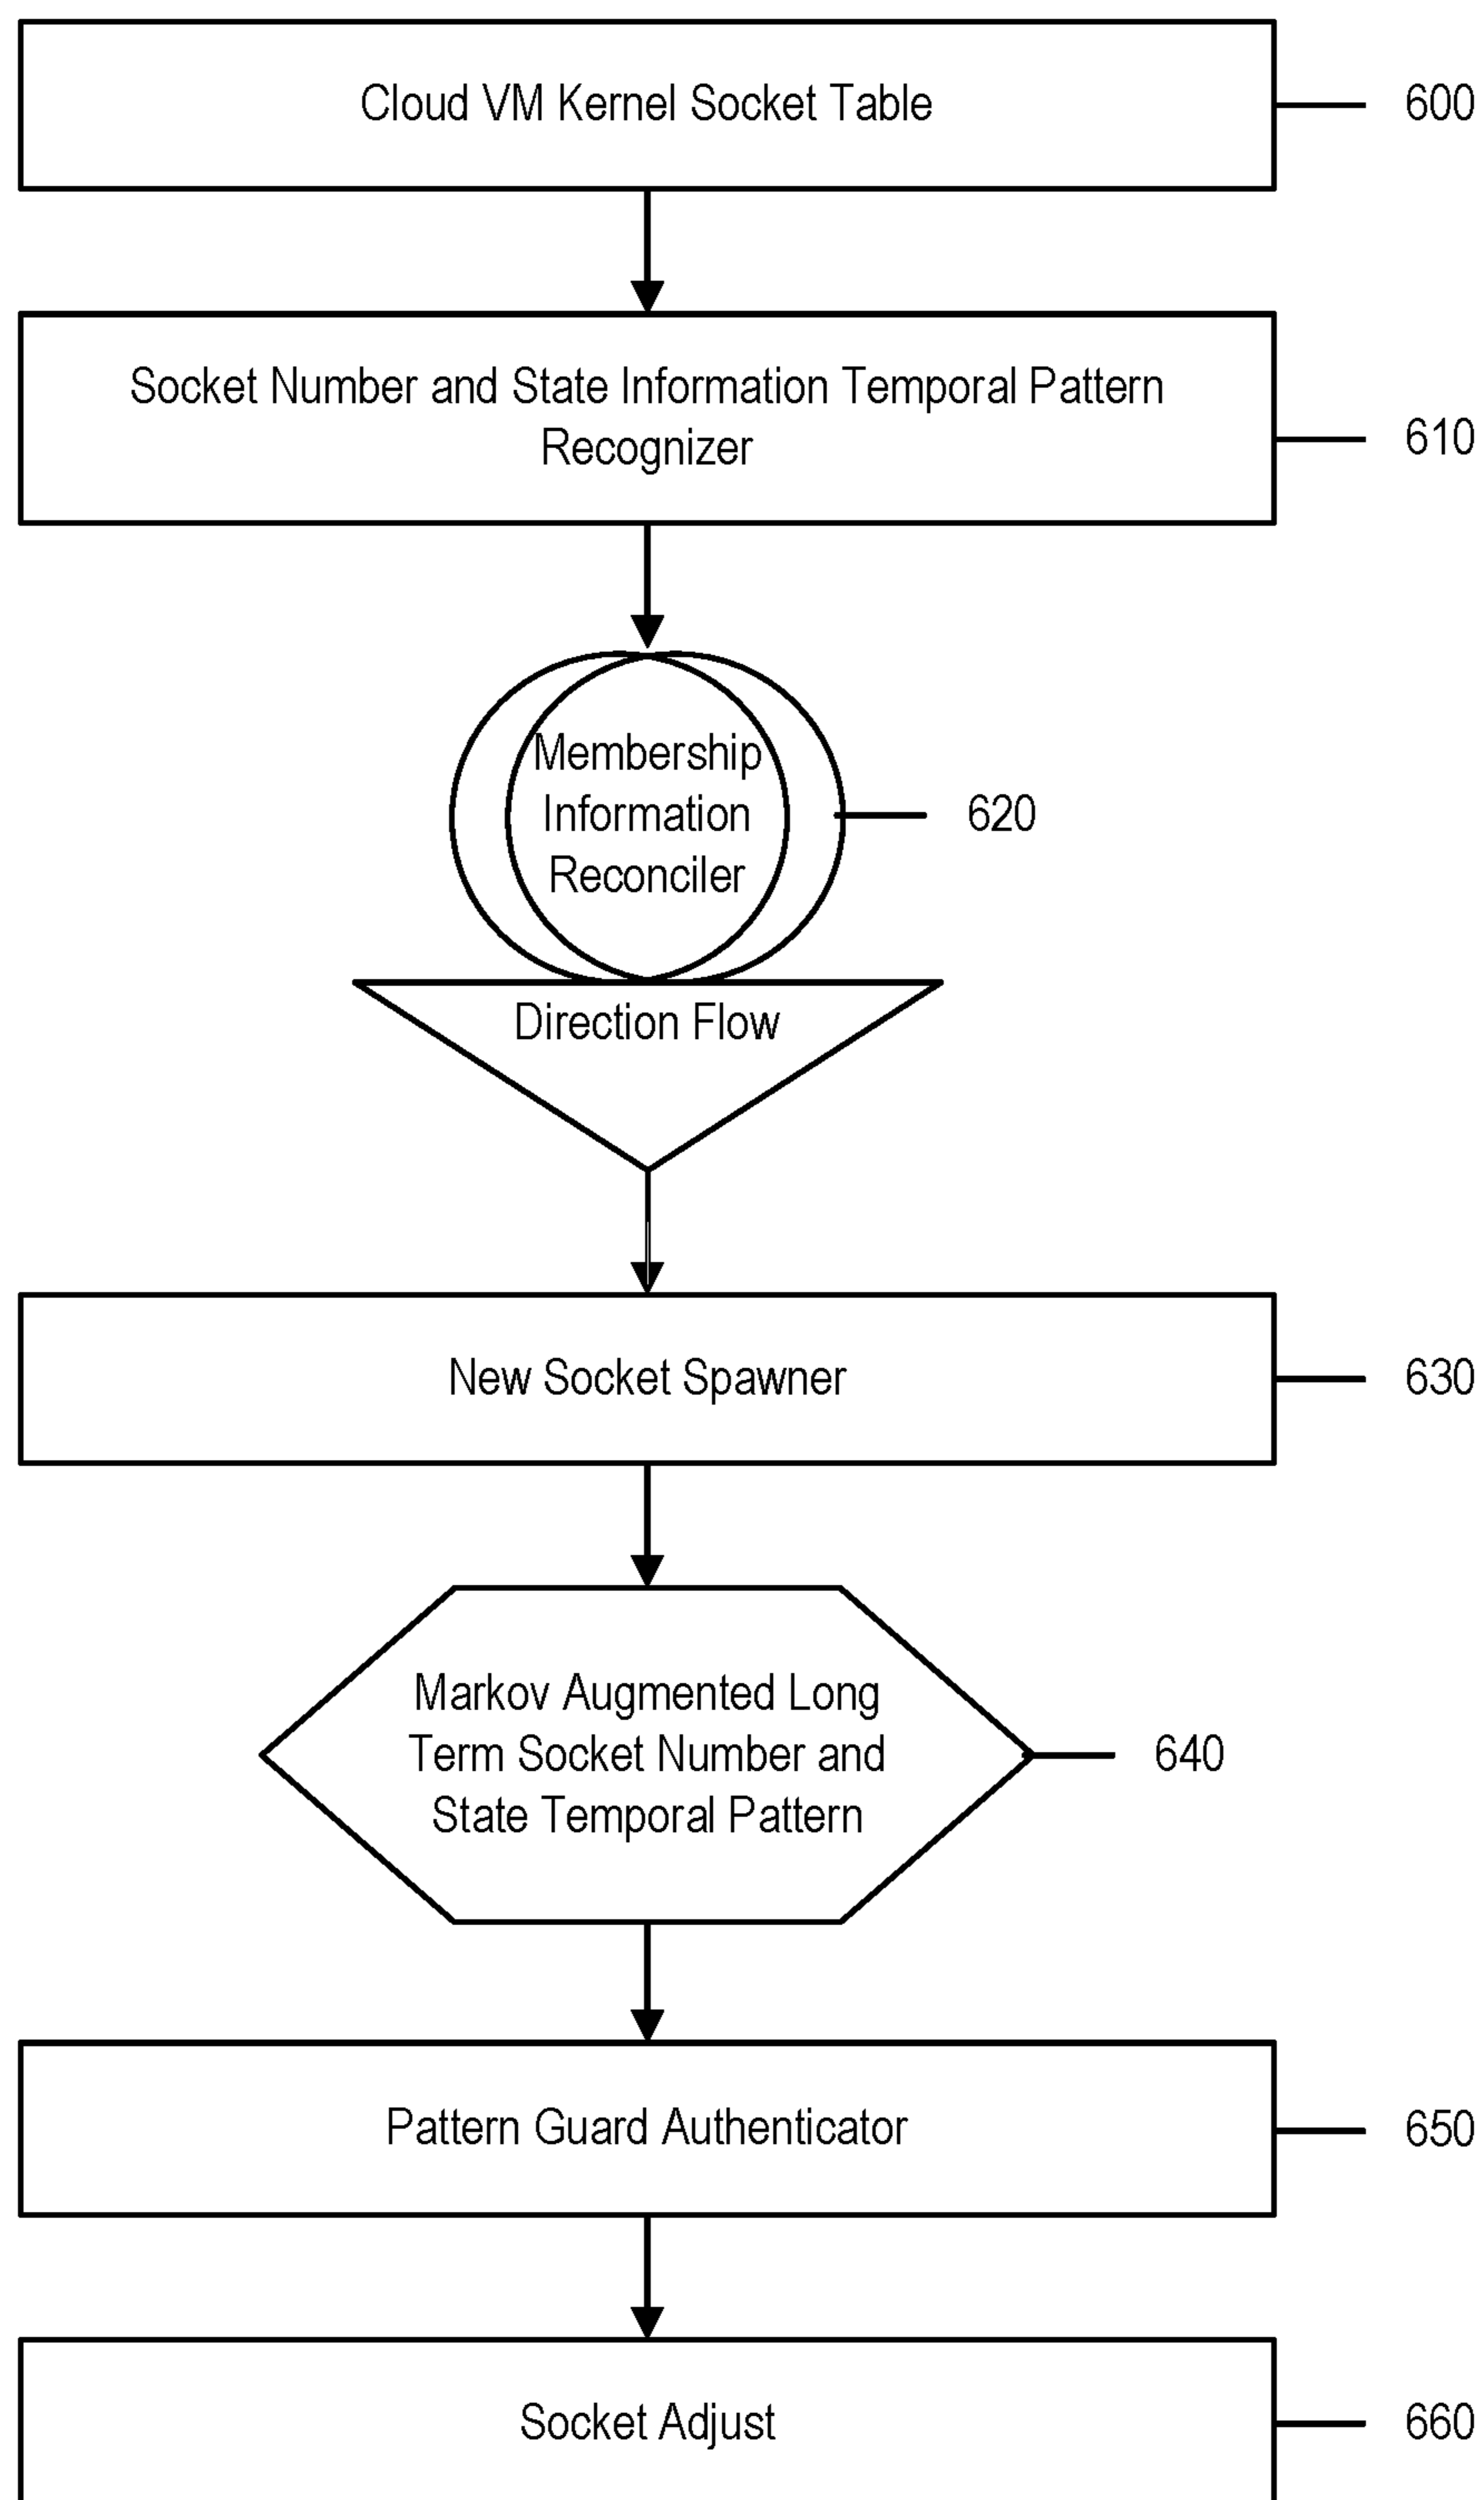 Cloud VM Kernel Socket Table
600
Socket Number and State Information Temporal Pattern
Recognizer
610
Membership
Information
Reconciler
620
Direction Flow
New Socket Spawner
630
Markov Augmented Long
Term Socket Number and
State Temporal Pattern
640
Pattern Guard Authenticator
650
Socket Adjust
660